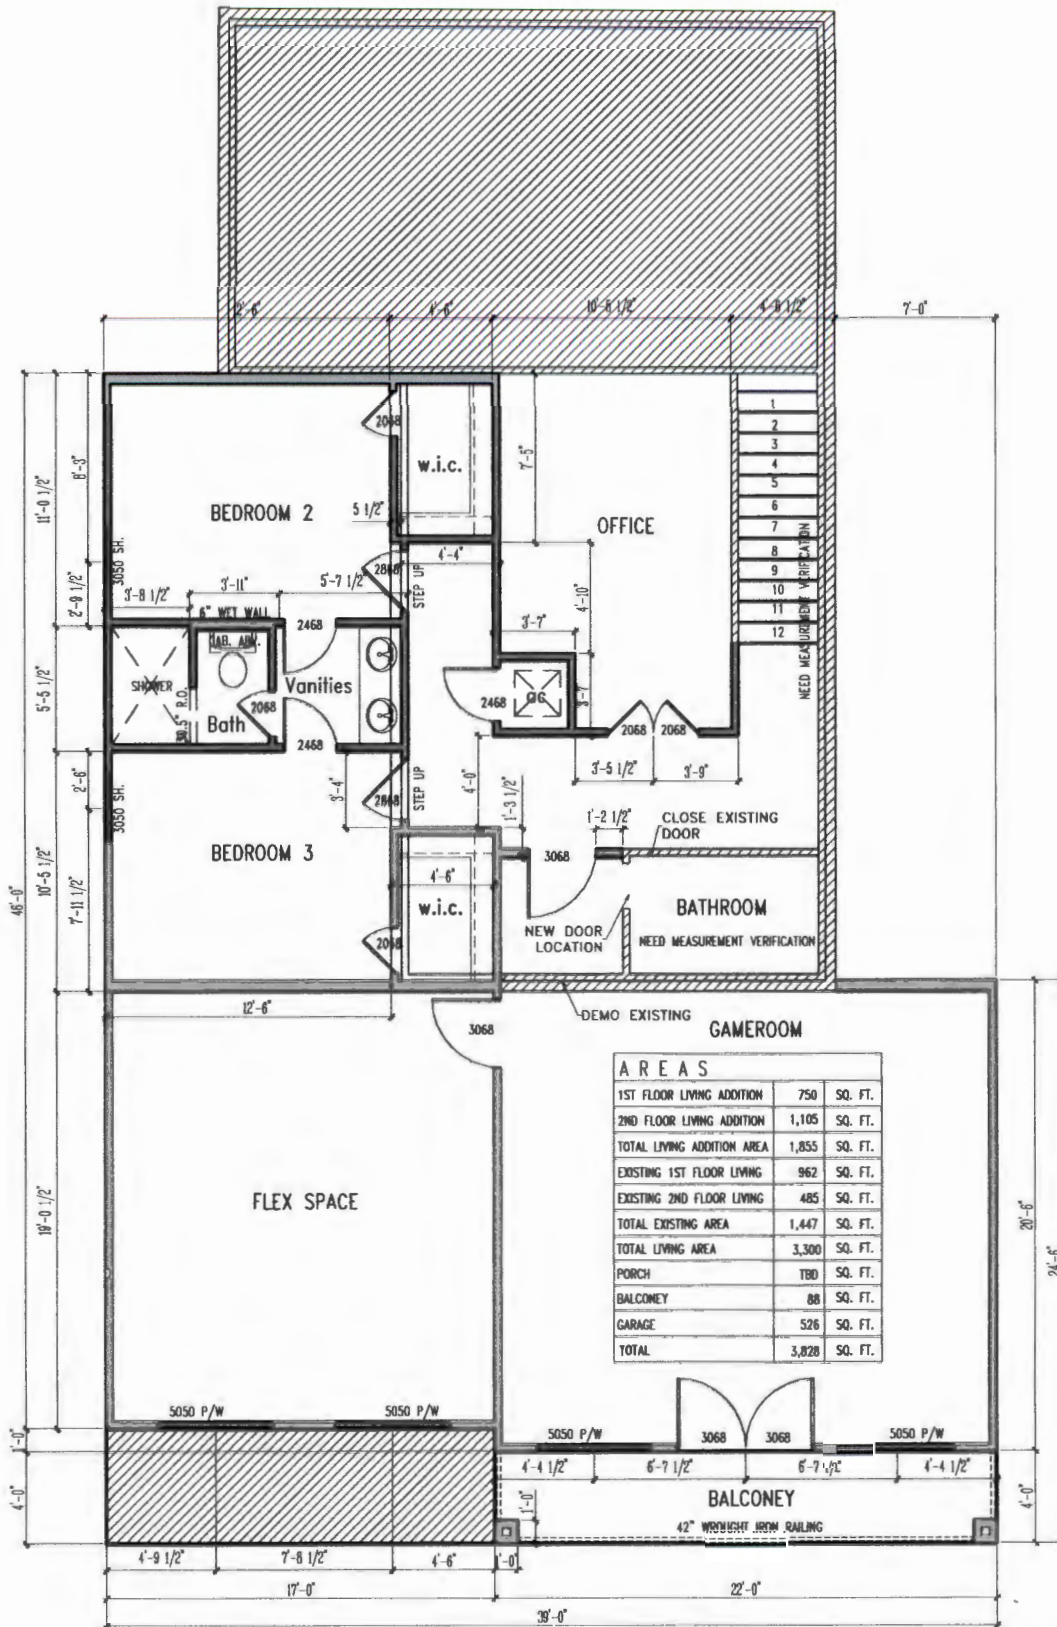 2'-6"
4'-6"
10'-8 1/2"
4'-8 1/2"
7'-0"
1
2
3
4
5
6
7
8
9
10
11
12
NEED MEASUREMENT VERIFICATION
2068
w.i.c.
7'-5"
8'-3"
11'-0 1/2"
BEDROOM 2
5 1/2"
OFFICE
4'-4"
2868
STEP UP
3050 SH.
2'-9 1/2"
3'-8 1/2"
3'-11"
5'-7 1/2"
4'-10"
6" WET WALL
2468
3'-7"
5'-5 1/2"
SHOWER
30.5" R.O.
Bath
2068
Vanities
2468
2468
ac
3'-7"
2068
2068
3'-5 1/2"
3'-9"
2'-6"
3050 SH.
3'-4"
2868
STEP UP
4'-0"
1'-3 1/2"
1'-2 1/2"
CLOSE EXISTING
DOOR
BEDROOM 3
3068
46'-0"
10'-5 1/2"
7'-11 1/2"
4'-6"
w.i.c.
2068
BATHROOM
NEW DOOR
LOCATION
NEED MEASUREMENT VERIFICATION
12'-6"
3068
DEMO EXISTING
GAMEROOM
AREAS
1ST FLOOR LIVING ADDITION 750 SQ. FT.
2ND FLOOR LIVING ADDITION 1,105 SQ. FT.
TOTAL LIVING ADDITION AREA 1,855 SQ. FT.
EXISTING 1ST FLOOR LIVING 962 SQ. FT.
EXISTING 2ND FLOOR LIVING 485 SQ. FT.
TOTAL EXISTING AREA 1,447 SQ. FT.
TOTAL LIVING AREA 3,300 SQ. FT.
PORCH TBD SQ. FT.
BALCONEY 88 SQ. FT.
GARAGE 526 SQ. FT.
TOTAL 3,828 SQ. FT.
FLEX SPACE
19'-0 1/2"
20'-6"
24'-6"
5050 P/W
5050 P/W
5050 P/W
3068
3068
5050 P/W
1'-0"
4'-4 1/2"
6'-7 1/2"
6'-7 1/2"
4'-4 1/2"
4'-0"
1'-0"
BALCONEY
42" WROUGHT IRON RAILING
4'-0"
4'-9 1/2"
7'-8 1/2"
4'-6"
1'-0"
17'-0"
22'-0"
39'-0"